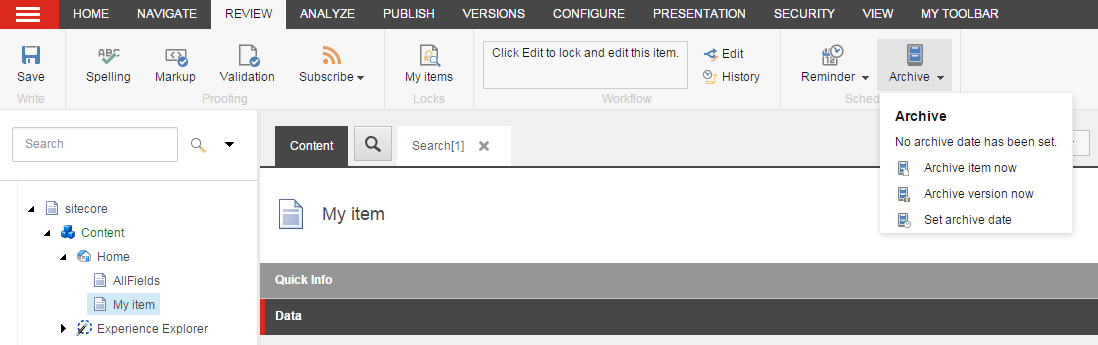 HOME NAVIGATE REVIEW ANALYZE PUBLISH VERSIONS CONFIGURE PRESENTATION SECURITY VIEW MY TOOLBAR
ABC
Click Edit to lock and edit this item.
Edit
12
Save Spelling Markup Validation Subscribe My items History Reminder Archive
Write Proofing Locks Workflow Sched
Archive
No archive date has been set.
Archive item now
Archive version now
Set archive date
Search
Content Search[1]
sitecore
Content
Home
AllFields
My item
Experience Explorer
My item
Quick Info
Data